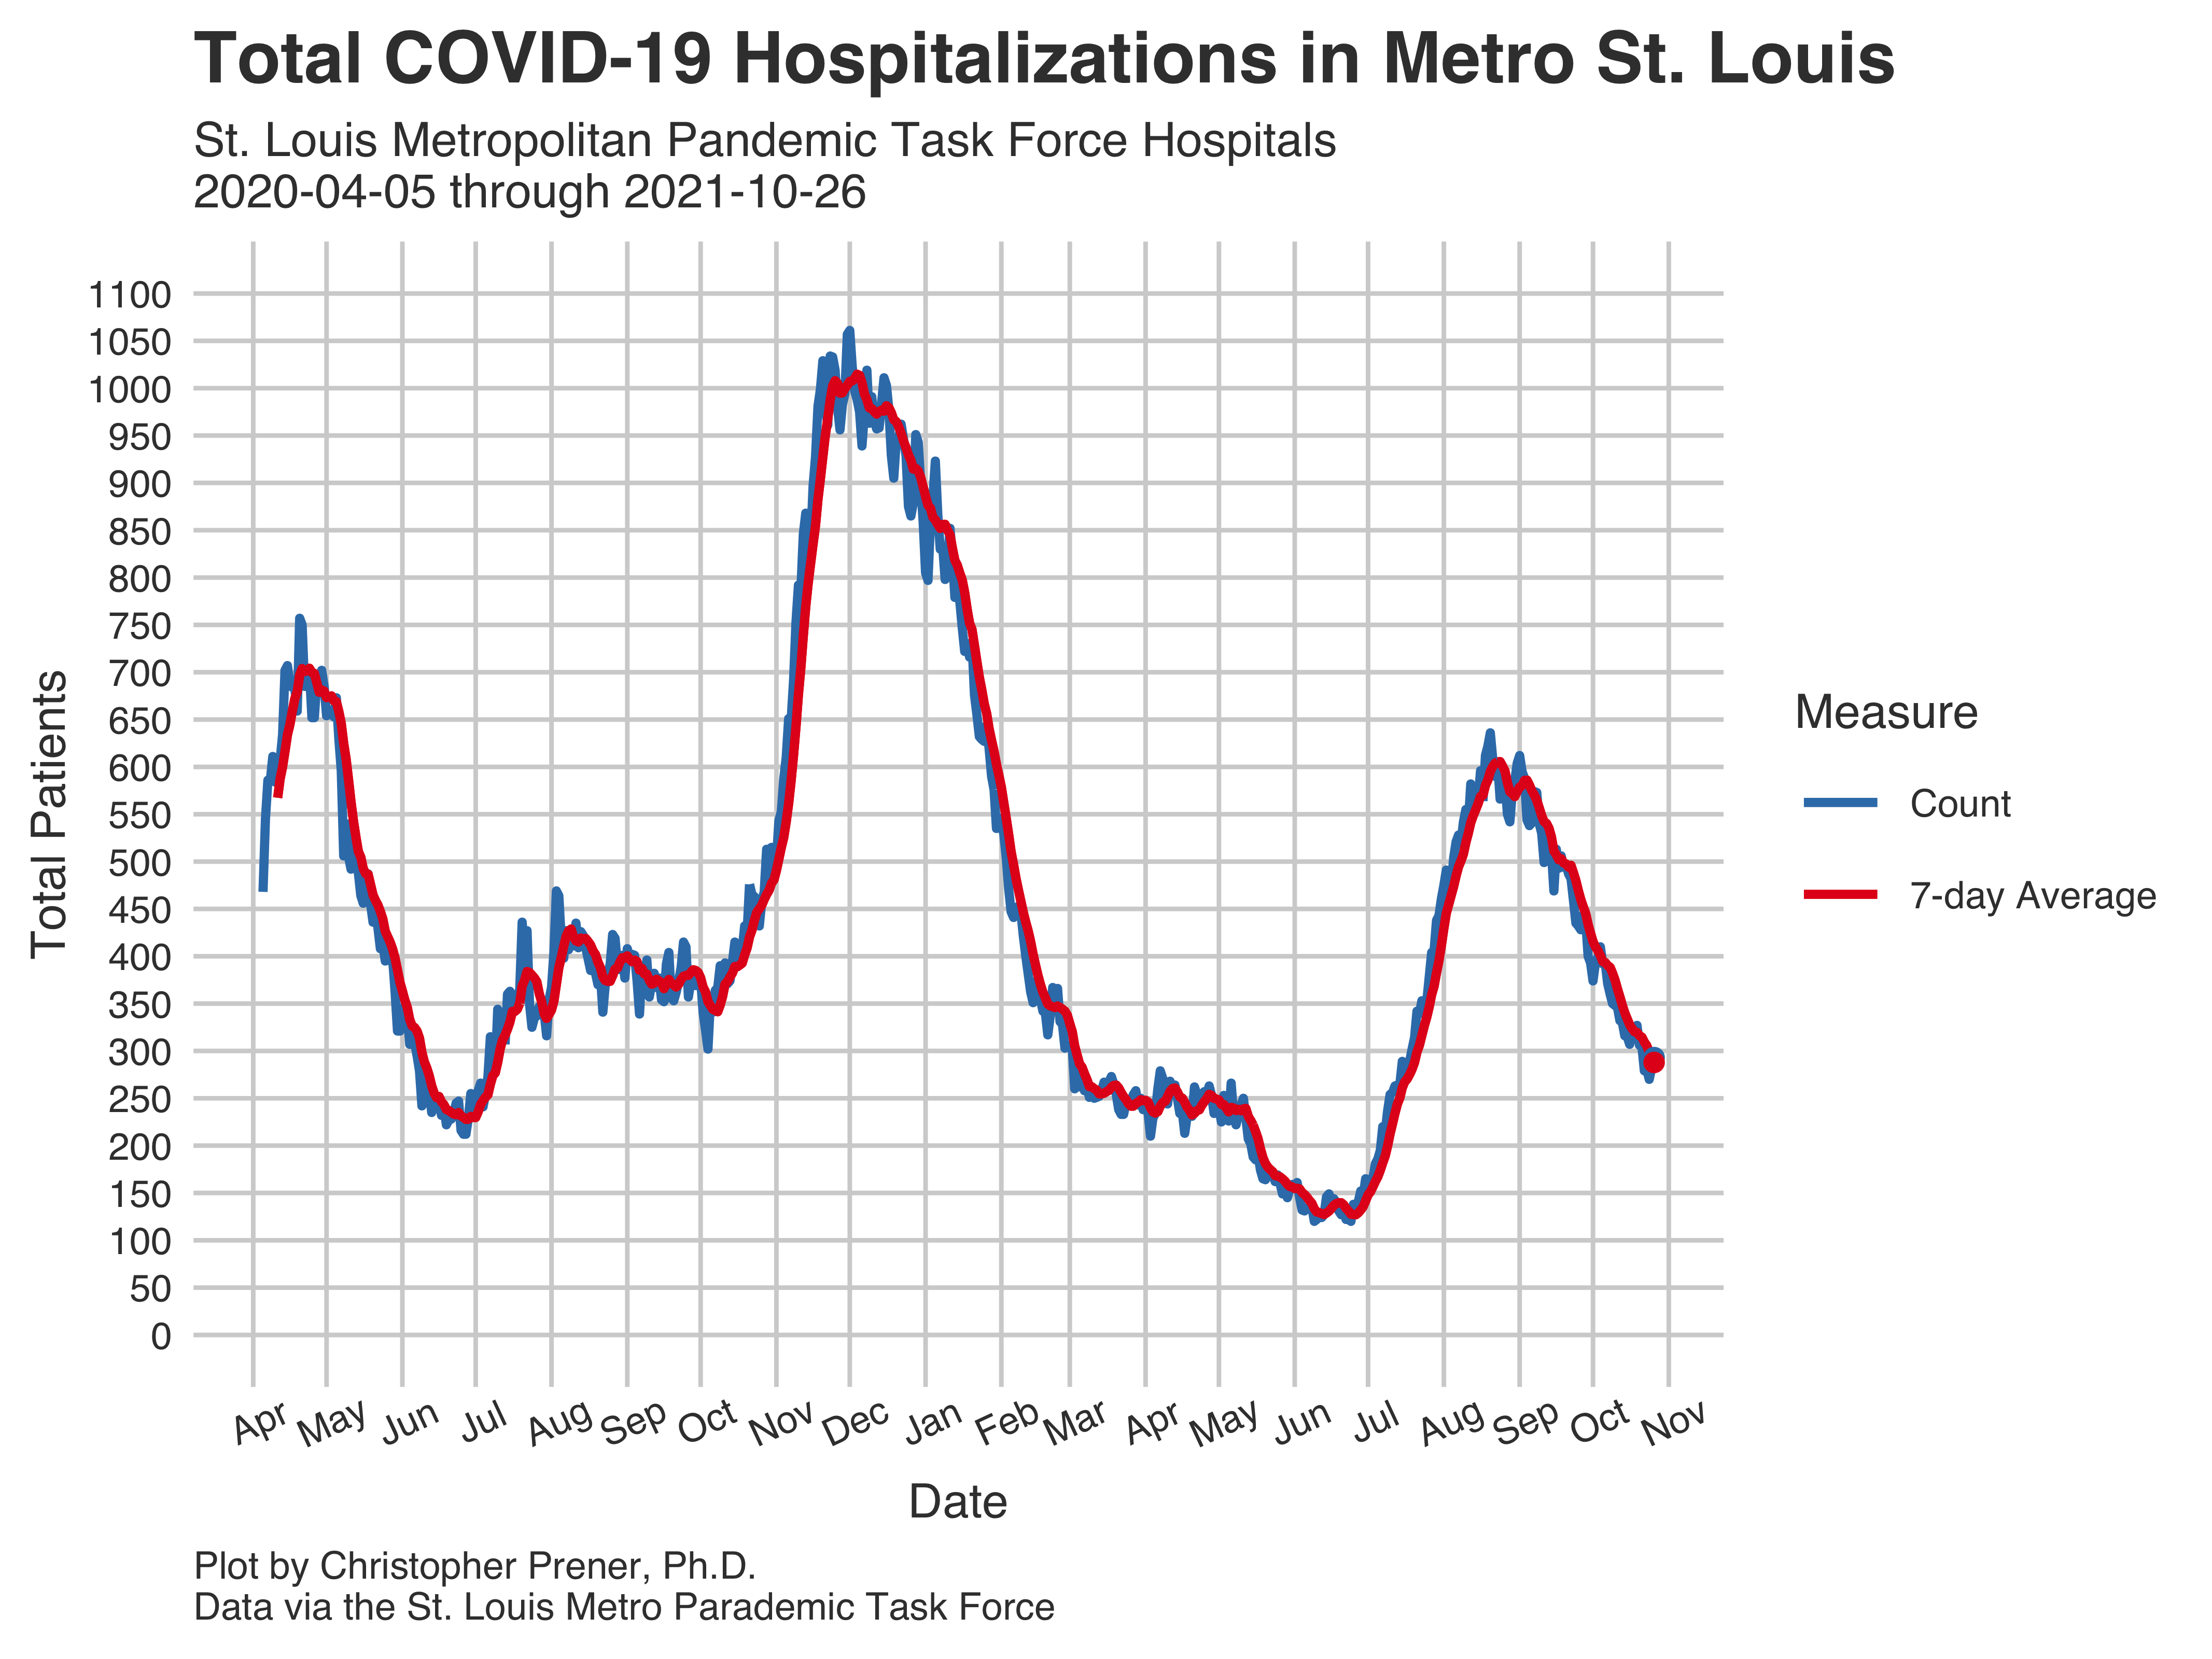 Total COVID-19 Hospitalizations in Metro St. Louis
St. Louis Metropolitan Pandemic Task Force Hospitals
2020-04-05 through 2021-10-26
1100
1050
1000
950
900
850
800
750
700
650
600
550
500
450
400
350
300
250
200
150
100
50
0
Total Patients
Apr
May
Jun
Jul
Aug
Sep
Oct
Nov
Dec
Jan
Feb
Mar
Apr
May
Jun
Jul
Aug
Sep
Oct
Nov
Date
Measure
Count
7-day Average
Plot by Christopher Prener, Ph.D.
Data via the St. Louis Metro Parademic Task Force